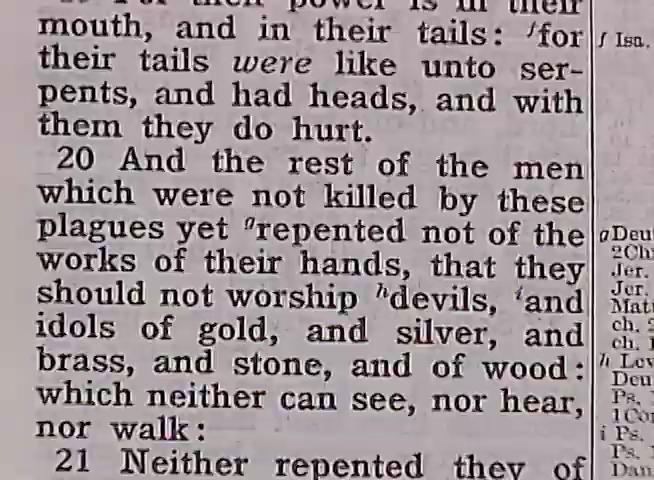 mouth, and in their tails: ᶠfor
their tails were like unto ser-
pents, and had heads, and with
them they do hurt.
20 And the rest of the men
which were not killed by these
plagues yet ᵍrepented not of the
works of their hands, that they
should not worship ʰdevils, ⁱand
idols of gold, and silver, and
brass, and stone, and of wood:
which neither can see, nor hear,
nor walk:
21 Neither repented they of
f Isa.
g Deu
2Ch
Jer.
Jer.
Mat
ch.
ch.
h Lev
Deu
Ps.
1Co
i Ps.
Ps.
Dan